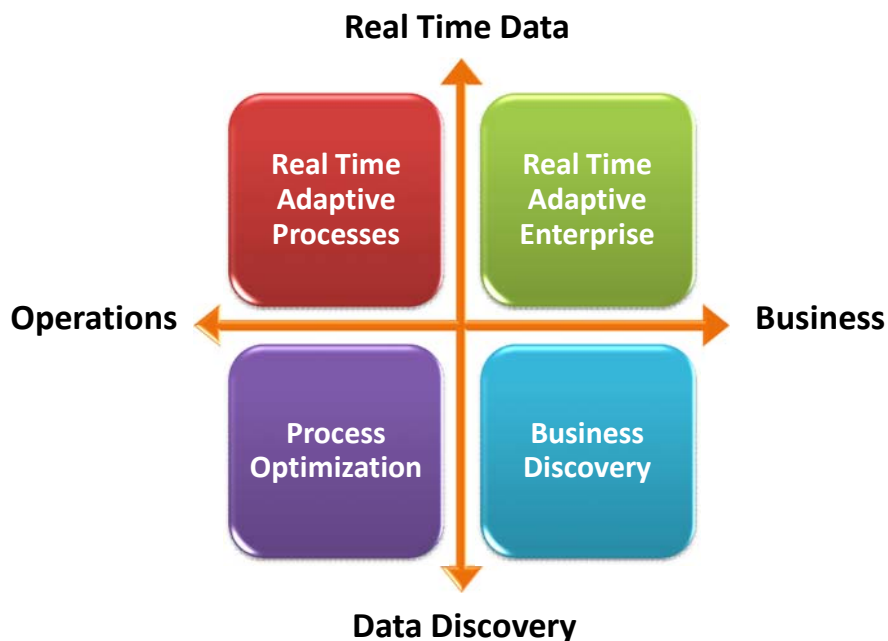 Real Time Data
Real Time
Adaptive
Processes
Real Time
Adaptive
Enterprise
Operations
Business
Process
Optimization
Business
Discovery
Data Discovery